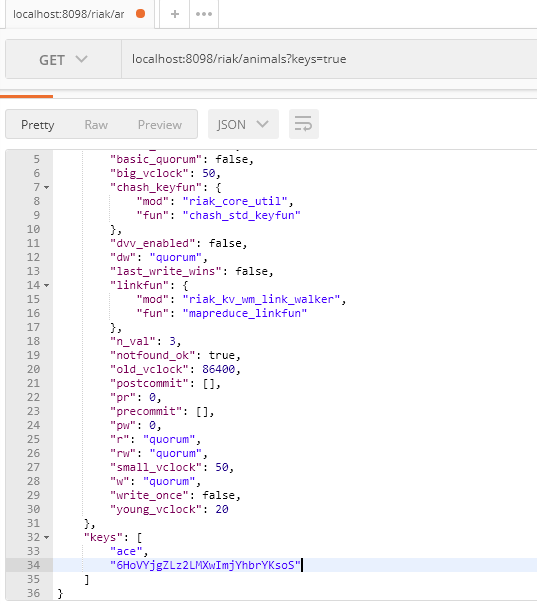 localhost:8098/riak/ar
+
•••
GET
localhost:8098/riak/animals?keys=true
Pretty Raw Preview JSON
5 "basic_quorum": false,
6 "big_vclock": 50,
7 "chash_keyfun": {
8 "mod": "riak_core_util",
9 "fun": "chash_std_keyfun"
10 },
11 "dvv_enabled": false,
12 "dw": "quorum",
13 "last_write_wins": false,
14 "linkfun": {
15 "mod": "riak_kv_wm_link_walker",
16 "fun": "mapreduce_linkfun"
17 },
18 "n_val": 3,
19 "notfound_ok": true,
20 "old_vclock": 86400,
21 "postcommit": [],
22 "pr": 0,
23 "precommit": [],
24 "pw": 0,
25 "r": "quorum",
26 "rw": "quorum",
27 "small_vclock": 50,
28 "w": "quorum",
29 "write_once": false,
30 "young_vclock": 20
31 },
32 "keys": [
33 "ace",
34 "6HoVYjgZLz2LMXwImjYhbrYKsoS"
35 ]
36 }